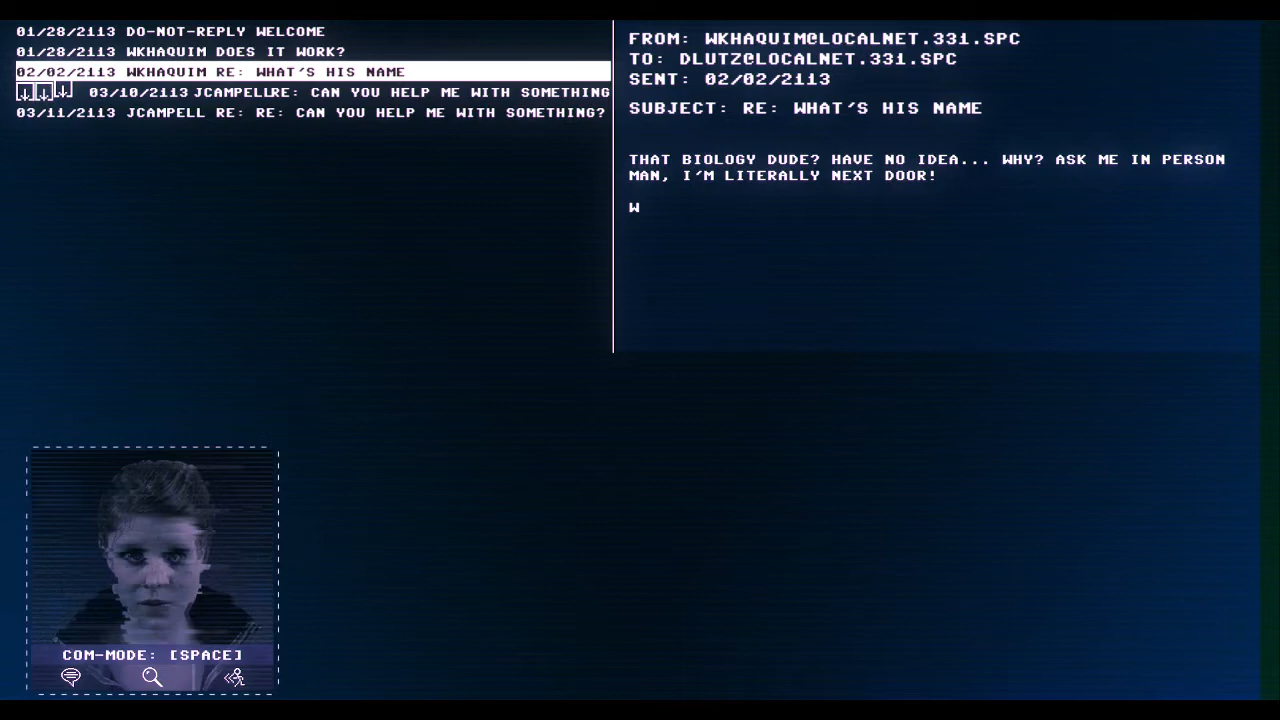 01/28/2113 DO-NOT-REPLY WELCOME
01/28/2113 WKHAQUIM DOES IT WORK?
02/02/2113 WKHAQUIM RE: WHAT'S HIS NAME
03/10/2113 JCAMPELLRE: CAN YOU HELP ME WITH SOMETHING
03/11/2113 JCAMPELL RE: RE: CAN YOU HELP ME WITH SOMETHING?
FROM: WKHAQUIM@LOCALNET.331.SPC
TO: DLUTZ@LOCALNET.331.SPC
SENT: 02/02/2113
SUBJECT: RE: WHAT'S HIS NAME
THAT BIOLOGY DUDE? HAVE NO IDEA... WHY? ASK ME IN PERSON
MAN, I'M LITERALLY NEXT DOOR!
W
COM-MODE: [SPACE]